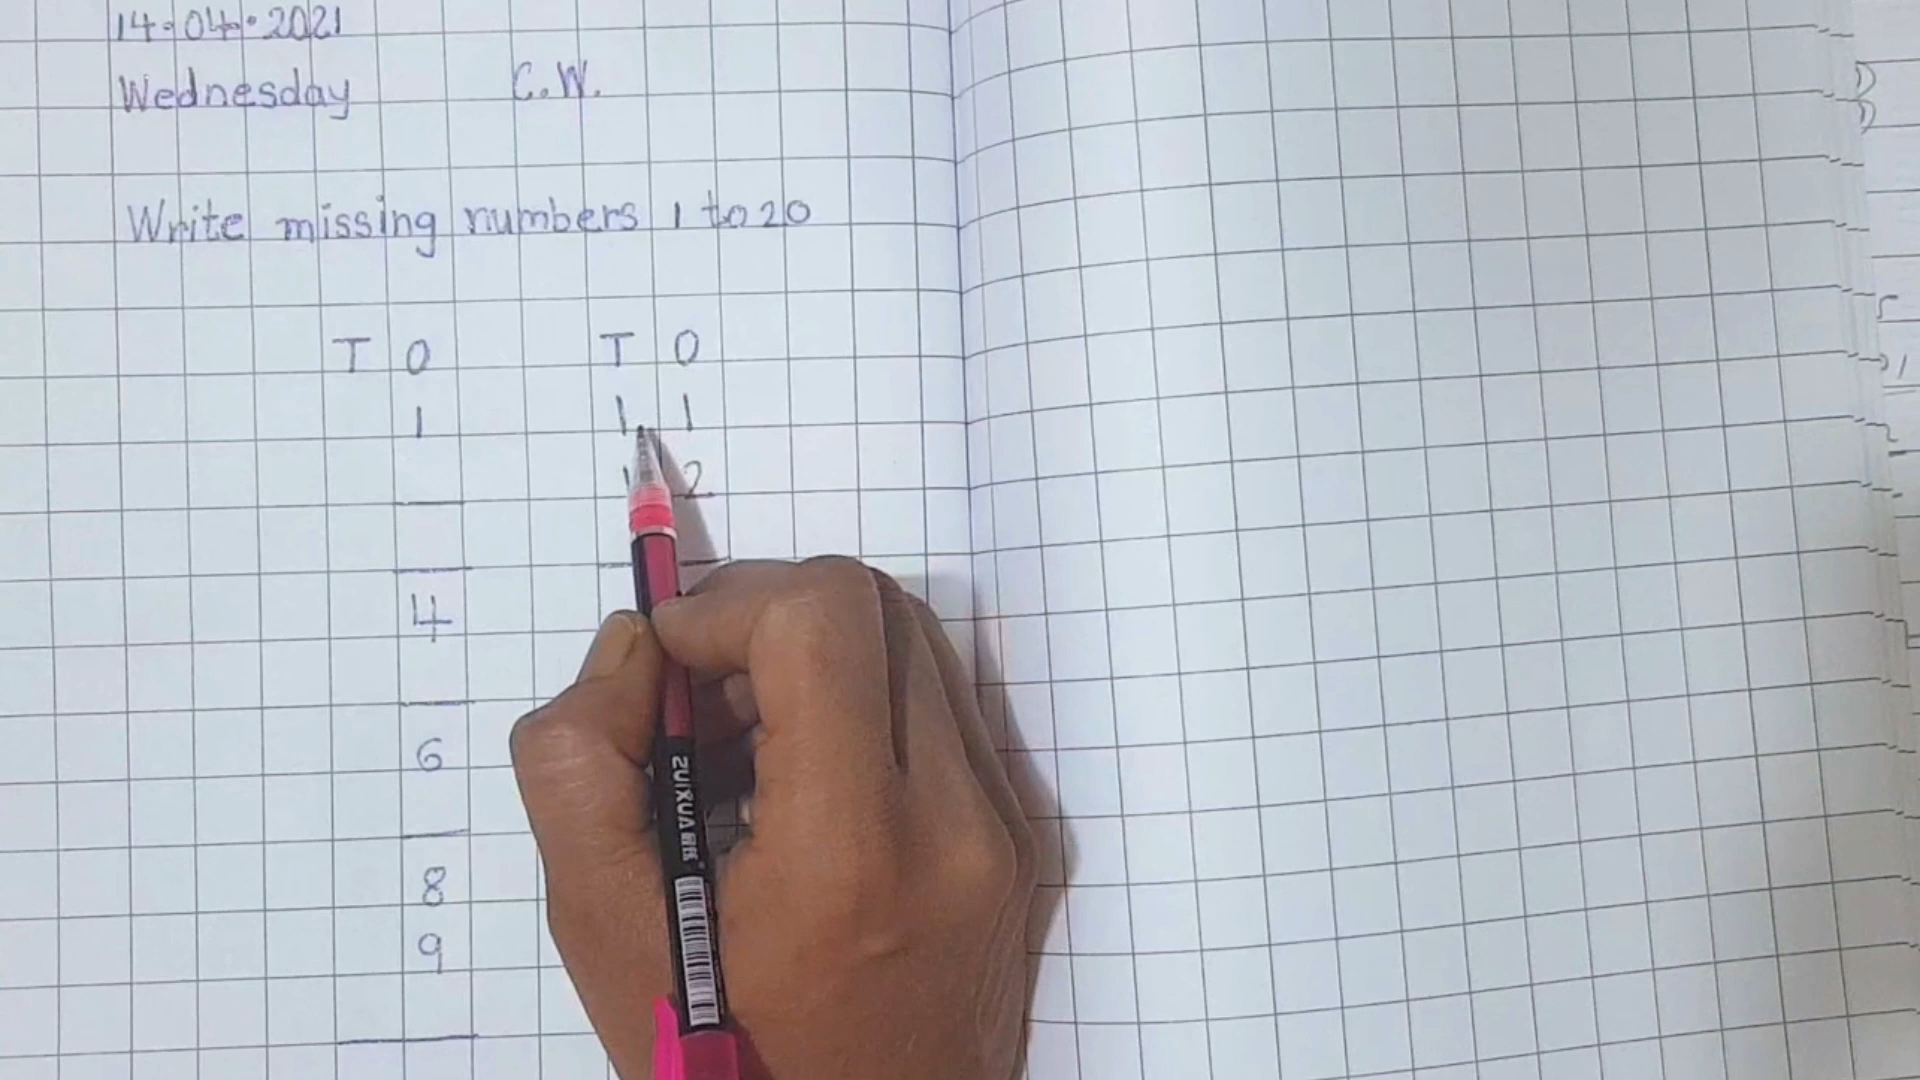 14.04.2021
Wednesday C.W.
Write missing numbers 1 to 20
T O T O
1 1 1
1 2
4
6
8
9
ZUIXUA